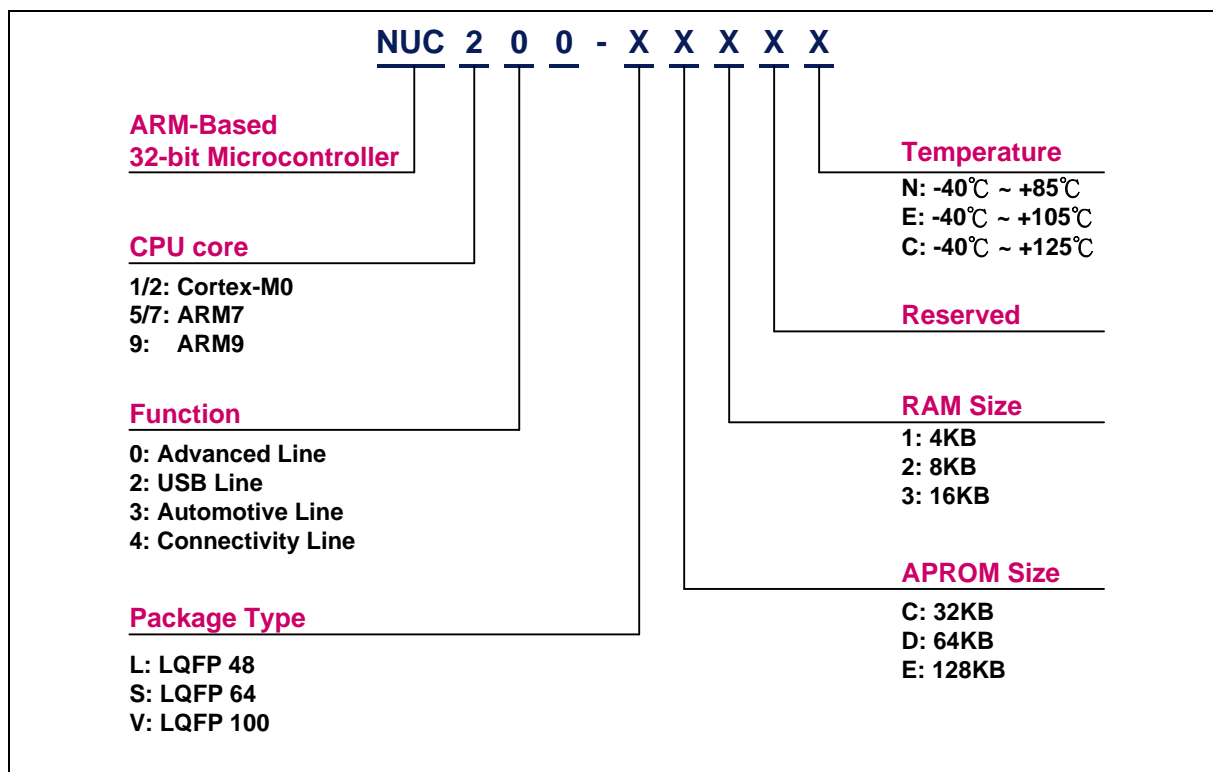 NUC 2 0 0 - X X X X X
ARM-Based
32-bit Microcontroller
CPU core
1/2: Cortex-M0
5/7: ARM7
9: ARM9
Function
0: Advanced Line
2: USB Line
3: Automotive Line
4: Connectivity Line
Package Type
L: LQFP 48
S: LQFP 64
V: LQFP 100
Temperature
N: -40℃ ~ +85℃
E: -40℃ ~ +105℃
C: -40℃ ~ +125℃
Reserved
RAM Size
1: 4KB
2: 8KB
3: 16KB
APROM Size
C: 32KB
D: 64KB
E: 128KB